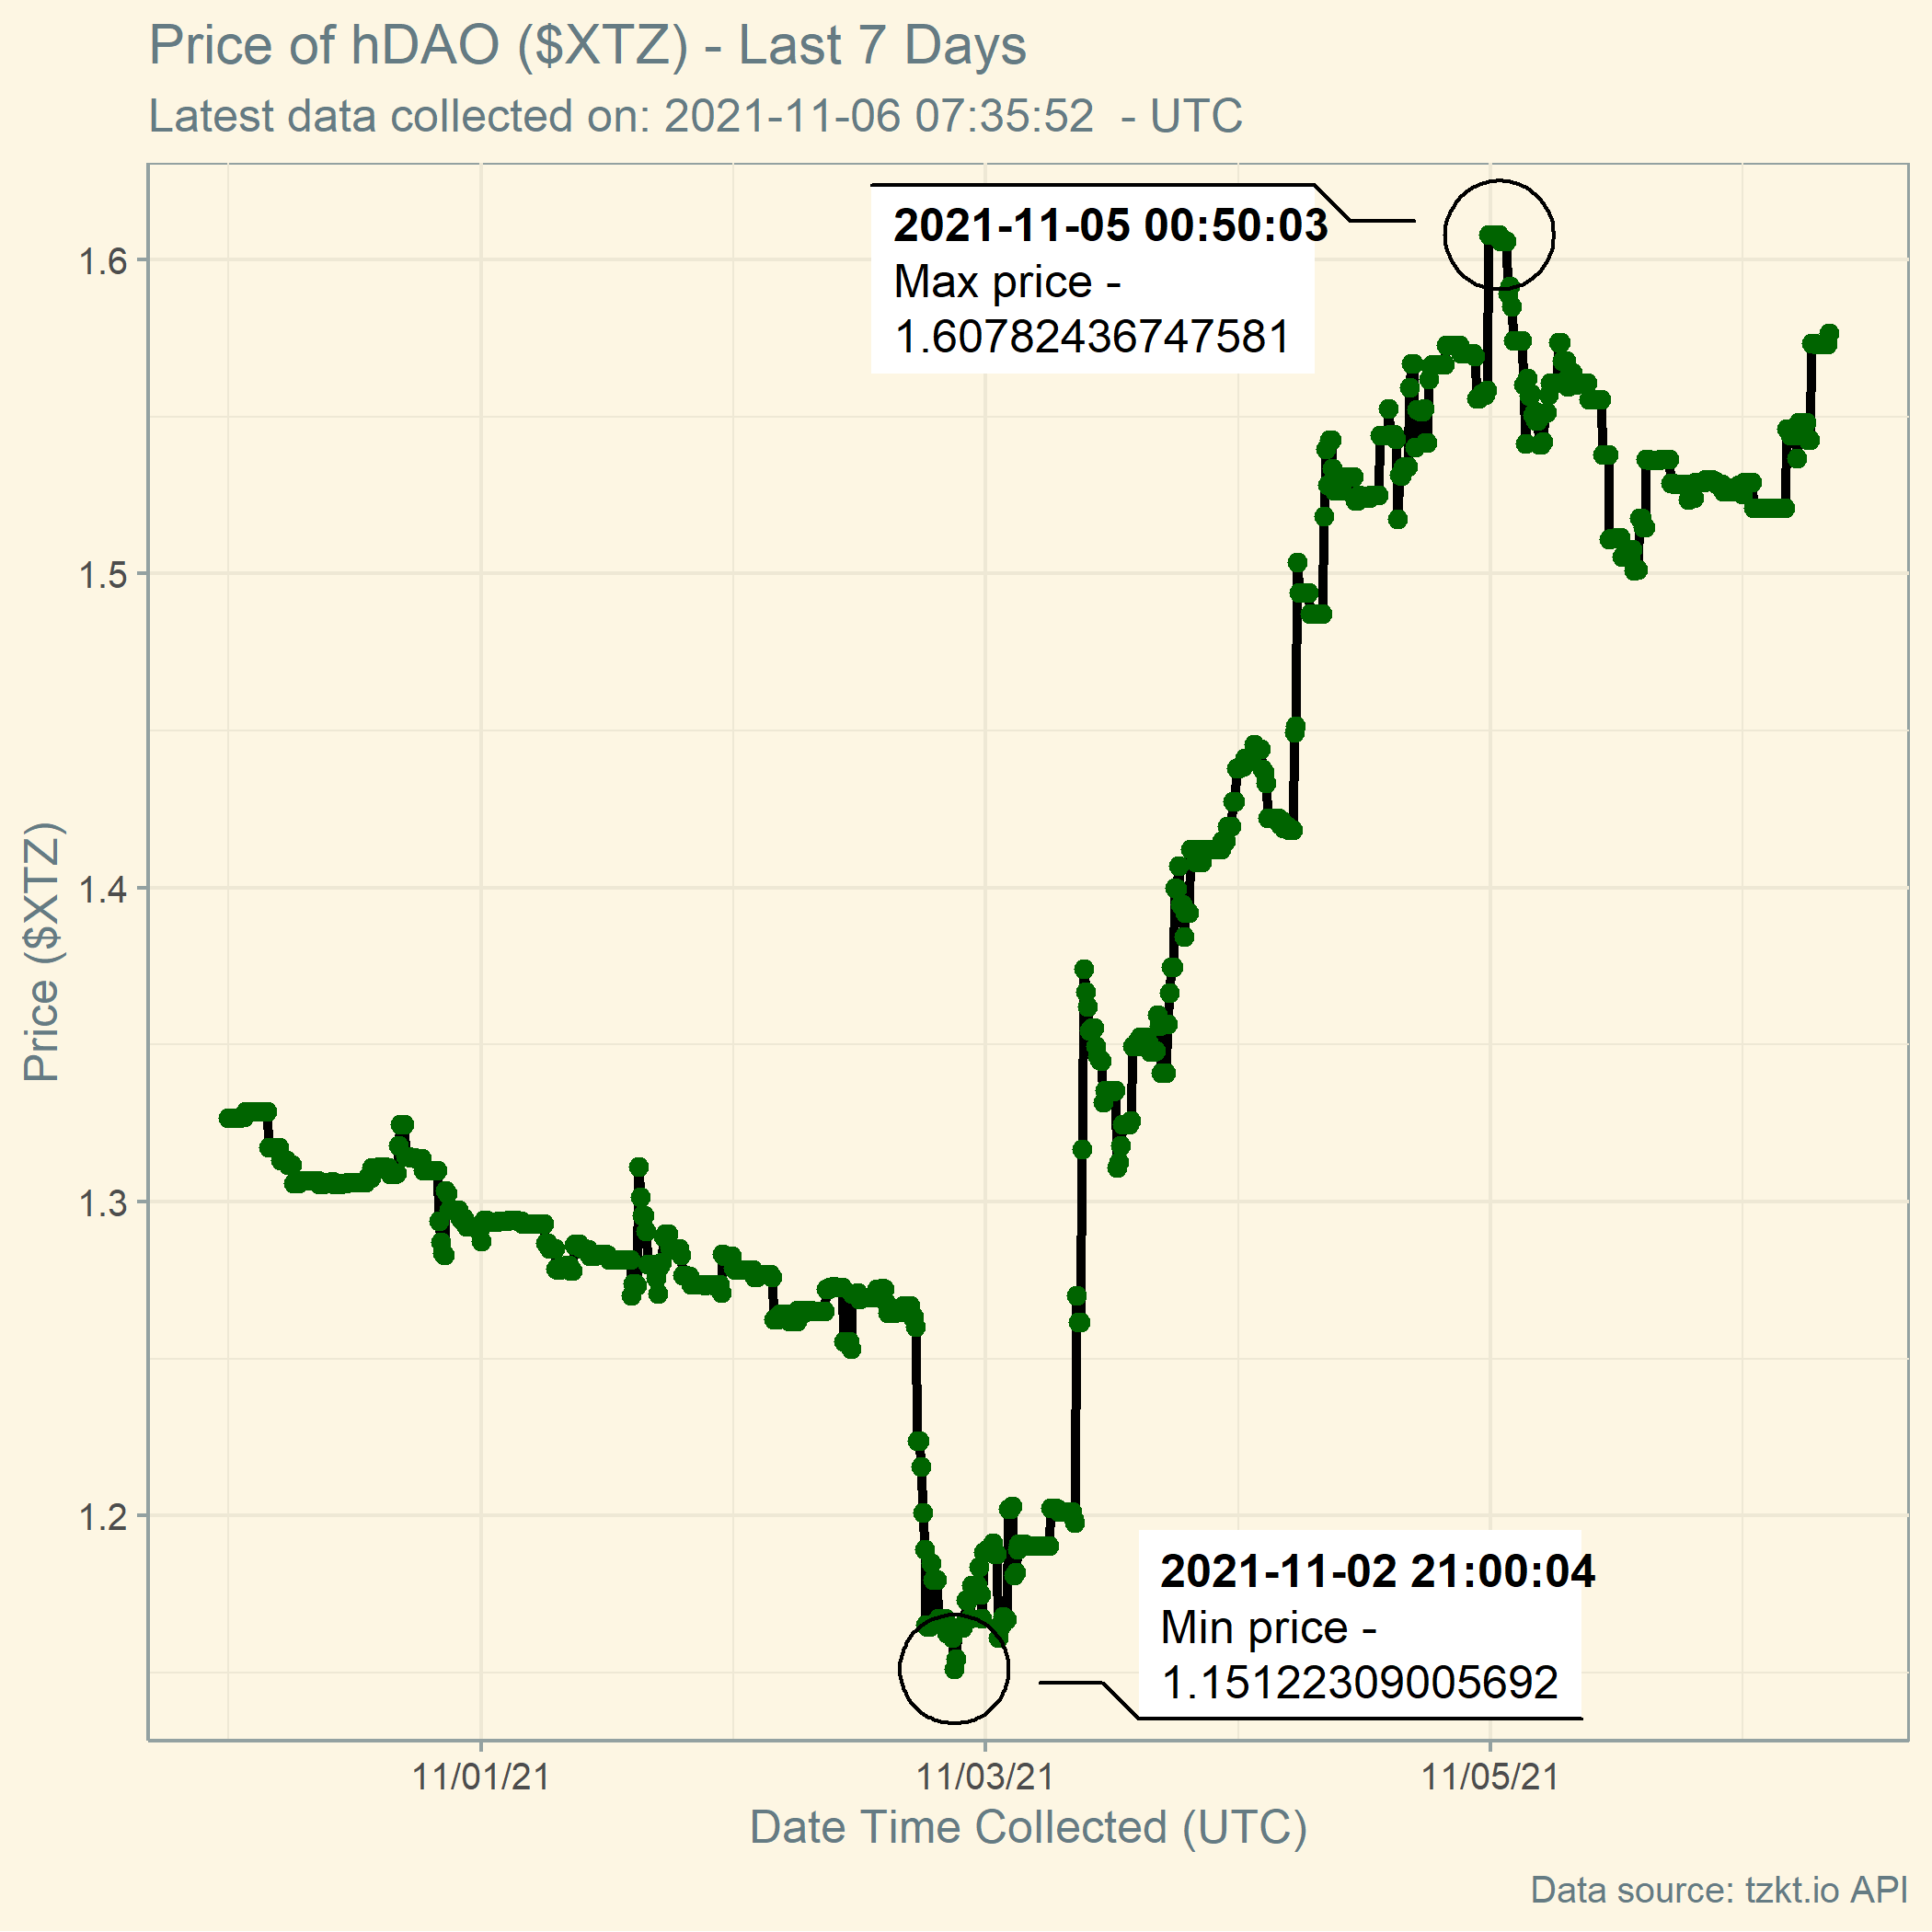 Price of hDAO ($XTZ) - Last 7 Days
Latest data collected on: 2021-11-06 07:35:52 - UTC
2021-11-05 00:50:03
Max price -
1.60782436747581
1.6
1.5
1.4
1.3
1.2
Price ($XTZ)
2021-11-02 21:00:04
Min price -
1.15122309005692
11/01/21
11/03/21
11/05/21
Date Time Collected (UTC)
Data source: tzkt.io API